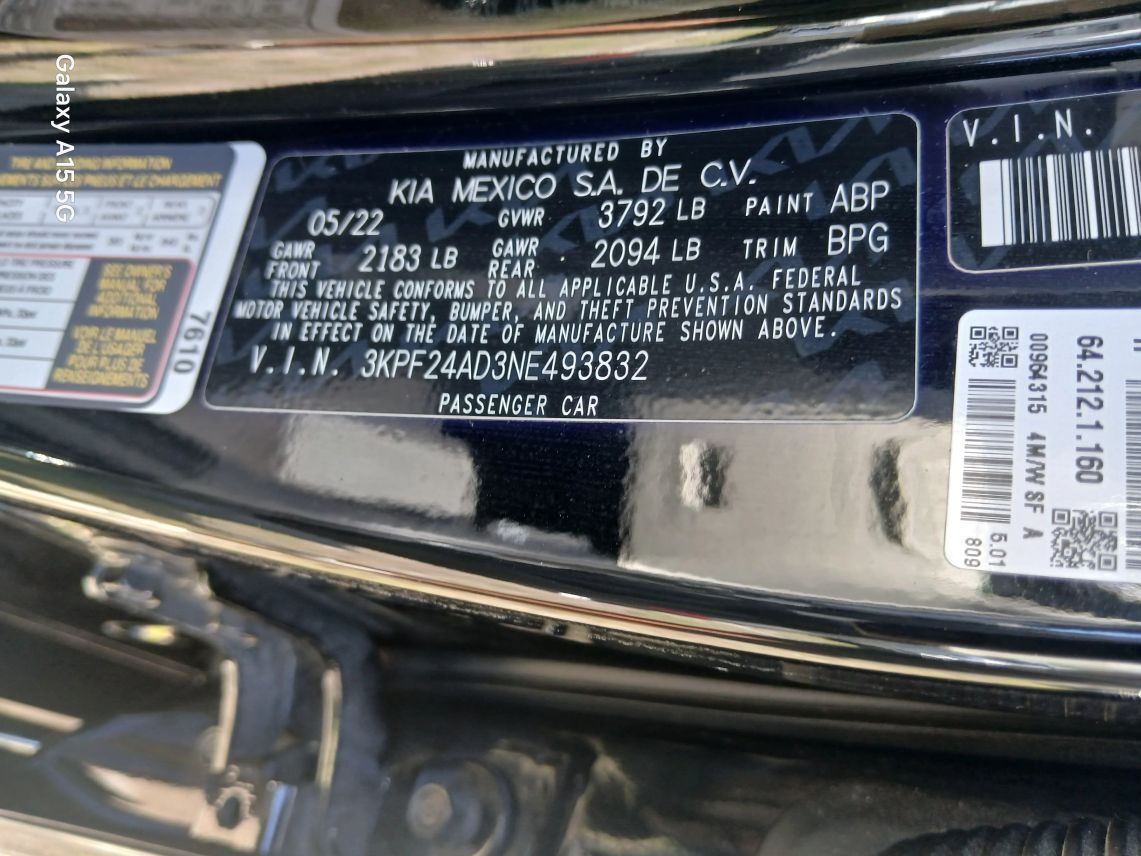 Galaxy A15 5G
TIRE AND LOADING INFORMATION
SEE OWNER'S
MANUAL FOR
ADDITIONAL
INFORMATION
VOIR LE MANUEL
DE L'USAGER
POUR PLUS DE
RENSEIGNEMENTS
7610
MANUFACTURED BY
KIA MEXICO S.A. DE C.V.
05/22 GVWR 3792 LB PAINT ABP
GAWR FRONT 2183 LB GAWR REAR 2094 LB TRIM BPG
THIS VEHICLE CONFORMS TO ALL APPLICABLE U.S.A. FEDERAL
MOTOR VEHICLE SAFETY, BUMPER, AND THEFT PREVENTION STANDARDS
IN EFFECT ON THE DATE OF MANUFACTURE SHOWN ABOVE.
V.I.N. 3KPF24AD3NE493832
PASSENGER CAR
V.I.N.
64.212.1.160
00964315 4M/W SF A
5.01
809